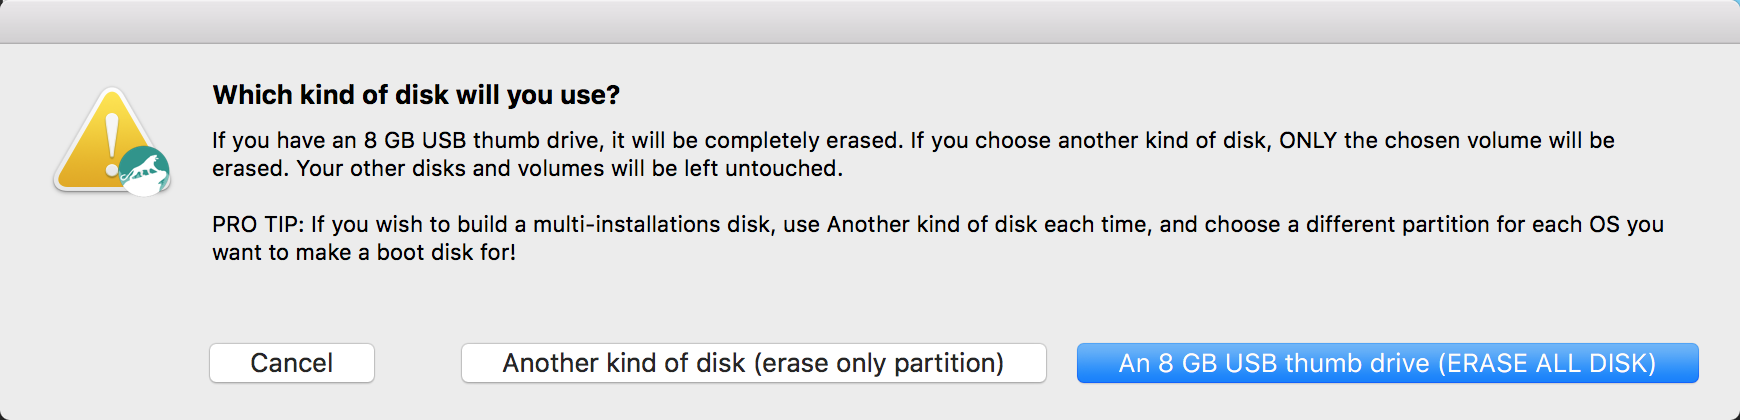 Which kind of disk will you use?
If you have an 8 GB USB thumb drive, it will be completely erased. If you choose another kind of disk, ONLY the chosen volume will be
erased. Your other disks and volumes will be left untouched.
PRO TIP: If you wish to build a multi-installations disk, use Another kind of disk each time, and choose a different partition for each OS you
want to make a boot disk for!
Cancel
Another kind of disk (erase only partition)
An 8 GB USB thumb drive (ERASE ALL DISK)